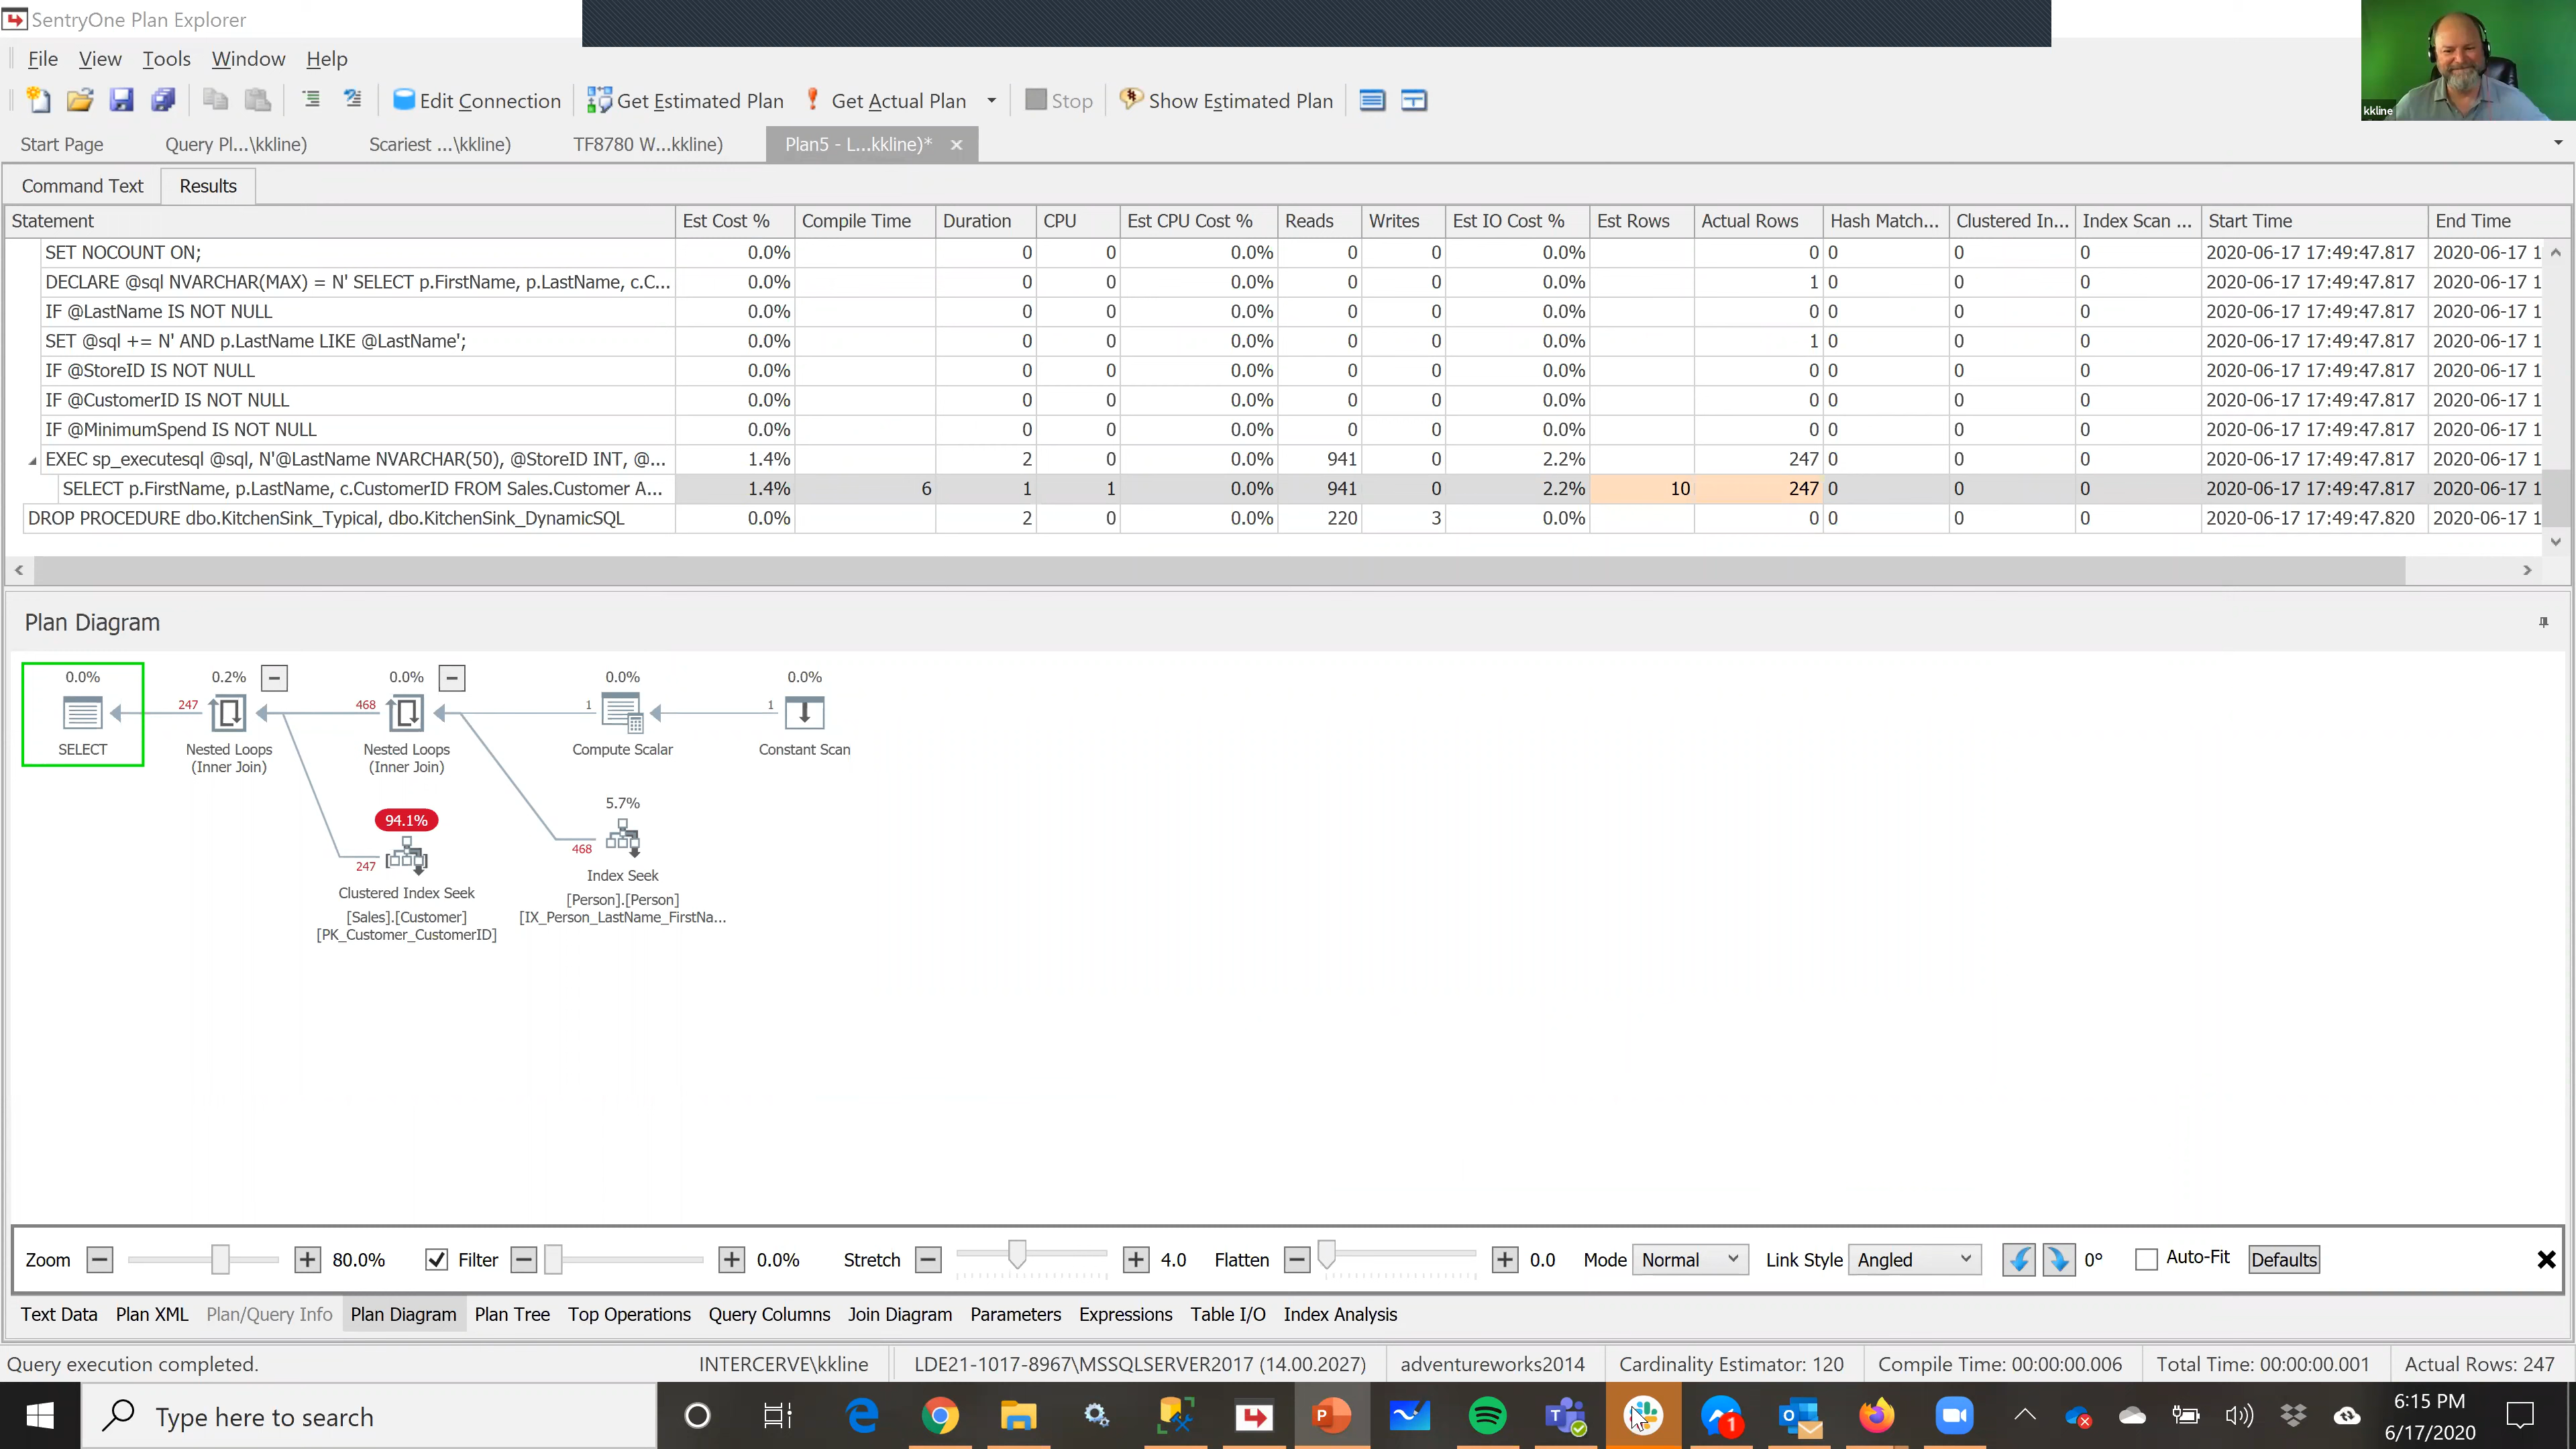 SentryOne Plan Explorer
File View Tools Window Help
Edit Connection Get Estimated Plan Get Actual Plan Stop Show Estimated Plan
kkline
Start Page Query Pl...\kkline) Scariest ...\kkline) TF8780 W...kkline) Plan5 - L...kkline)*
Command Text Results
Statement Est Cost % Compile Time Duration CPU Est CPU Cost % Reads Writes Est IO Cost % Est Rows Actual Rows Hash Match... Clustered In... Index Scan ... Start Time End Time
SET NOCOUNT ON; 0.0% 0 0 0.0% 0 0 0.0% 0 0 0 0 2020-06-17 17:49:47.817 2020-06-17 1
DECLARE @sql NVARCHAR(MAX) = N' SELECT p.FirstName, p.LastName, c.C... 0.0% 0 0 0.0% 0 0 0.0% 1 0 0 0 2020-06-17 17:49:47.817 2020-06-17 1
IF @LastName IS NOT NULL 0.0% 0 0 0.0% 0 0 0.0% 0 0 0 0 2020-06-17 17:49:47.817 2020-06-17 1
SET @sql += N' AND p.LastName LIKE @LastName'; 0.0% 0 0 0.0% 0 0 0.0% 1 0 0 0 2020-06-17 17:49:47.817 2020-06-17 1
IF @StoreID IS NOT NULL 0.0% 0 0 0.0% 0 0 0.0% 0 0 0 0 2020-06-17 17:49:47.817 2020-06-17 1
IF @CustomerID IS NOT NULL 0.0% 0 0 0.0% 0 0 0.0% 0 0 0 0 2020-06-17 17:49:47.817 2020-06-17 1
IF @MinimumSpend IS NOT NULL 0.0% 0 0 0.0% 0 0 0.0% 0 0 0 0 2020-06-17 17:49:47.817 2020-06-17 1
EXEC sp_executesql @sql, N'@LastName NVARCHAR(50), @StoreID INT, @... 1.4% 2 0 0.0% 941 0 2.2% 247 0 0 0 2020-06-17 17:49:47.817 2020-06-17 1
SELECT p.FirstName, p.LastName, c.CustomerID FROM Sales.Customer A... 1.4% 6 1 1 0.0% 941 0 2.2% 10 247 0 0 0 2020-06-17 17:49:47.817 2020-06-17 1
DROP PROCEDURE dbo.KitchenSink_Typical, dbo.KitchenSink_DynamicSQL 0.0% 2 0 0.0% 220 3 0.0% 0 0 0 0 2020-06-17 17:49:47.820 2020-06-17 1
Plan Diagram
0.0% 0.2% 0.0% 0.0% 0.0%
247 468 1 1
SELECT Nested Loops Nested Loops Compute Scalar Constant Scan
(Inner Join) (Inner Join)
94.1% 5.7%
247 468
Clustered Index Seek Index Seek
[Sales].[Customer] [Person].[Person]
[PK_Customer_CustomerID] [IX_Person_LastName_FirstNa...
Zoom 80.0% Filter 0.0% Stretch 4.0 Flatten 0.0 Mode Normal Link Style Angled 0° Auto-Fit Defaults
Text Data Plan XML Plan/Query Info Plan Diagram Plan Tree Top Operations Query Columns Join Diagram Parameters Expressions Table I/O Index Analysis
Query execution completed. INTERCERVE\kkline LDE21-1017-8967\MSSQLSERVER2017 (14.00.2027) adventureworks2014 Cardinality Estimator: 120 Compile Time: 00:00:00.006 Total Time: 00:00:00.001 Actual Rows: 247
Type here to search 1 6:15 PM
6/17/2020